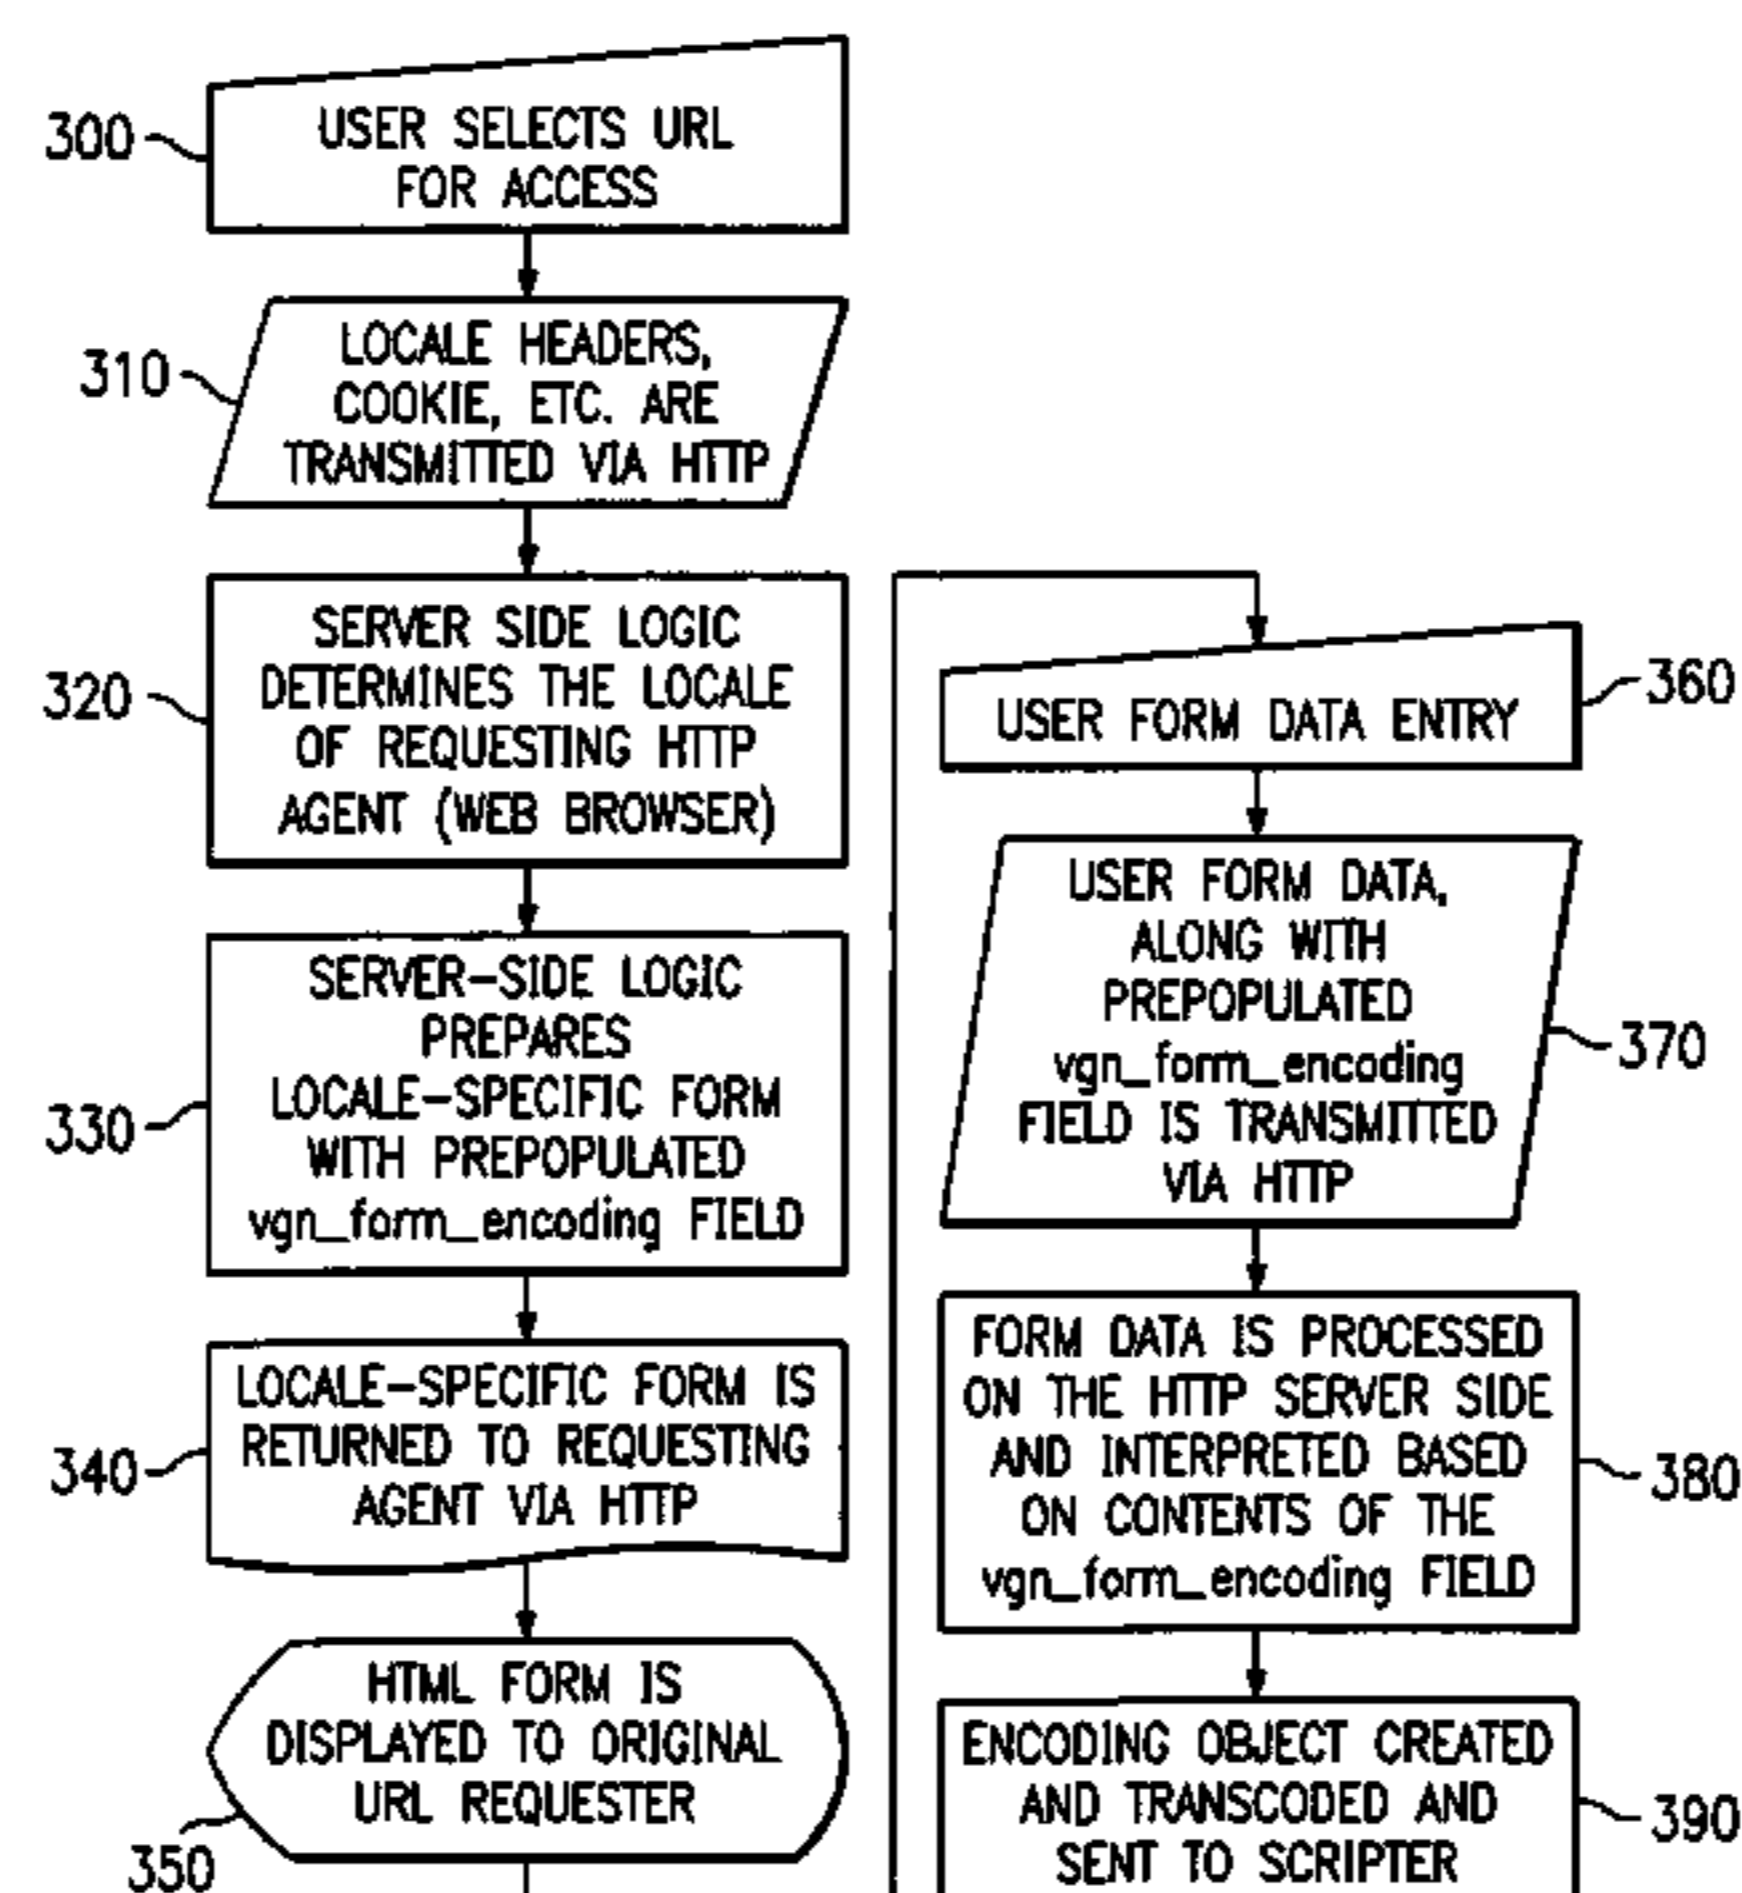 300
USER SELECTS URL
FOR ACCESS
310
LOCALE HEADERS,
COOKIE, ETC. ARE
TRANSMITTED VIA HTTP
320
SERVER SIDE LOGIC
DETERMINES THE LOCALE
OF REQUESTING HTTP
AGENT (WEB BROWSER)
330
SERVER-SIDE LOGIC
PREPARES
LOCALE-SPECIFIC FORM
WITH PREPOPULATED
vgn_form_encoding FIELD
340
LOCALE-SPECIFIC FORM IS
RETURNED TO REQUESTING
AGENT VIA HTTP
HTML FORM IS
DISPLAYED TO ORIGINAL
URL REQUESTER
350
USER FORM DATA ENTRY
360
USER FORM DATA,
ALONG WITH
PREPOPULATED
vgn_form_encoding
FIELD IS TRANSMITTED
VIA HTTP
370
FORM DATA IS PROCESSED
ON THE HTTP SERVER SIDE
AND INTERPRETED BASED
ON CONTENTS OF THE
vgn_form_encoding FIELD
380
ENCODING OBJECT CREATED
AND TRANSCODED AND
SENT TO SCRIPTER
390